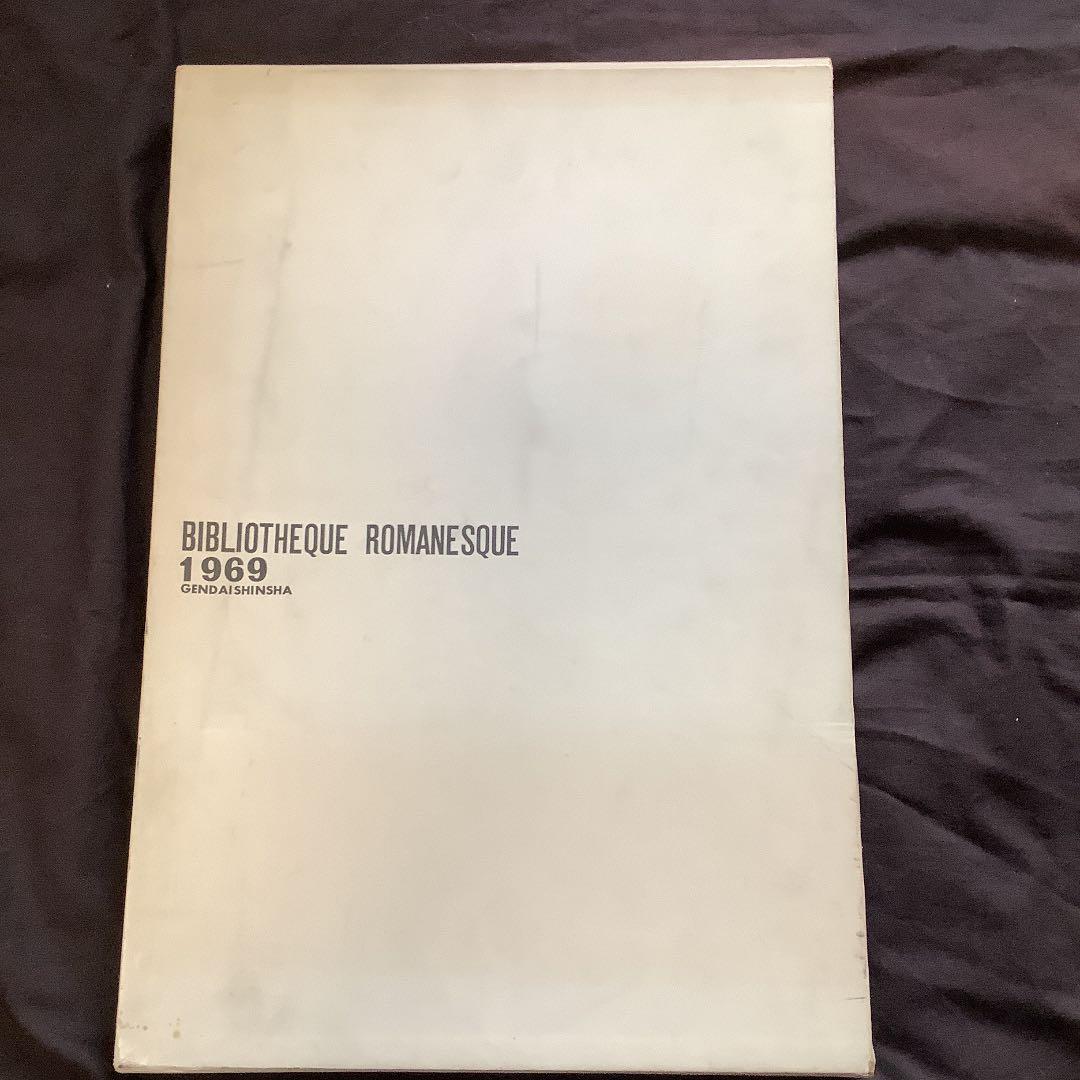 BIBLIOTHEQUE ROMANESQUE
1969
GENDAISHINSHA